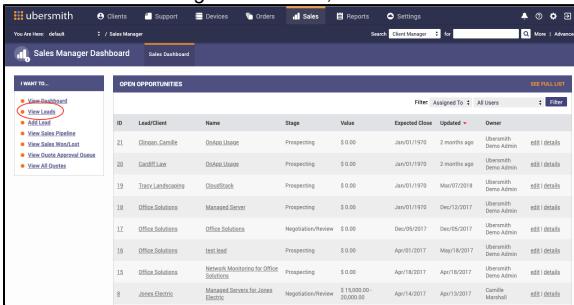 ubersmith Clients Support Devices Orders Sales Reports Settings
You Are Here: default / Sales Manager Search Client Manager for More | Advance
Sales Manager Dashboard Sales Dashboard
I WANT TO...
View Dashboard
View Leads
Add Lead
View Sales Pipeline
View Sales Won/Lost
View Quote Approval Queue
View All Quotes
OPEN OPPORTUNITIES SEE FULL LIST
Filter: Assigned To All Users Filter
ID Lead/Client Name Stage Value Expected Close Updated Owner
21 Clingan, Camille OnApp Usage Prospecting $ 0.00 Jan/01/1970 2 months ago Ubersmith Demo Admin edit | details
20 Cardiff Law OnApp Usage Prospecting $ 0.00 Jan/01/1970 2 months ago Ubersmith Demo Admin edit | details
19 Tracy Landscaping CloudStack Prospecting $ 0.00 Jan/01/1970 Mar/07/2018 Ubersmith Demo Admin edit | details
18 Office Solutions Managed Server Prospecting $ 0.00 Jan/01/1970 Dec/12/2017 Ubersmith Demo Admin edit | details
17 Office Solutions Office Solutions Negotiation/Review $ 0.00 Dec/05/2017 Dec/05/2017 Ubersmith Demo Admin edit | details
16 Office Solutions test lead Prospecting $ 0.00 Apr/01/2017 May/18/2017 Ubersmith Demo Admin edit | details
15 Office Solutions Network Monitoring for Office Solutions Prospecting $ 0.00 Apr/18/2017 Apr/18/2017 Ubersmith Demo Admin edit | details
8 Jones Electric Managed Servers for Jones Electric Negotiation/Review $ 15,000.00 - 20,000.00 Apr/14/2017 Apr/13/2017 Camille Marshall edit | details